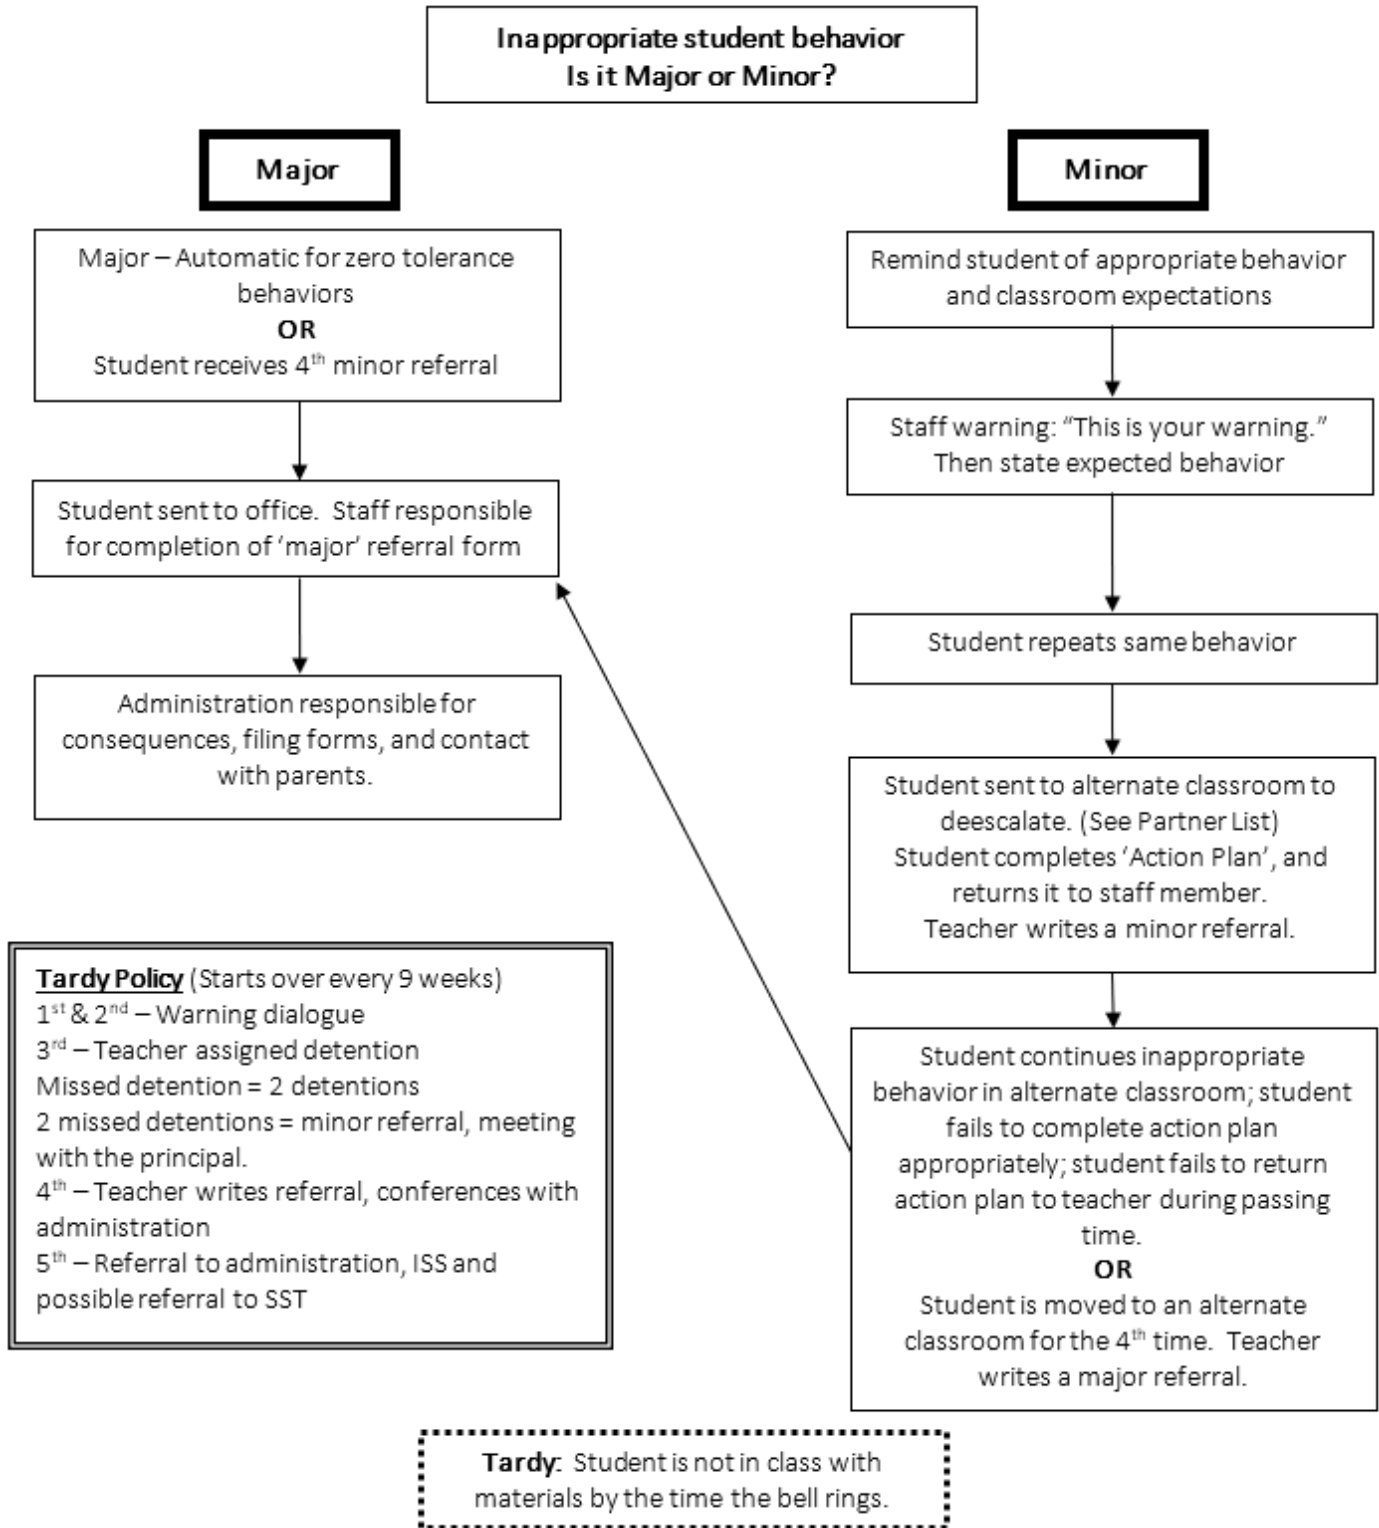 Inappropriate student behavior
Is it Major or Minor?
Major
Major – Automatic for zero tolerance
behaviors
OR
Student receives 4th minor referral
Student sent to office. Staff responsible
for completion of ‘major’ referral form
Administration responsible for
consequences, filing forms, and contact
with parents.
Minor
Remind student of appropriate behavior
and classroom expectations
Staff warning: “This is your warning.”
Then state expected behavior
Student repeats same behavior
Student sent to alternate classroom to
deescalate. (See Partner List)
Student completes ‘Action Plan’, and
returns it to staff member.
Teacher writes a minor referral.
Student continues inappropriate
behavior in alternate classroom; student
fails to complete action plan
appropriately; student fails to return
action plan to teacher during passing
time.
OR
Student is moved to an alternate
classroom for the 4th time. Teacher
writes a major referral.
Tardy Policy (Starts over every 9 weeks)
1st & 2nd – Warning dialogue
3rd – Teacher assigned detention
Missed detention = 2 detentions
2 missed detentions = minor referral, meeting
with the principal.
4th – Teacher writes referral, conferences with
administration
5th – Referral to administration, ISS and
possible referral to SST
Tardy: Student is not in class with
materials by the time the bell rings.